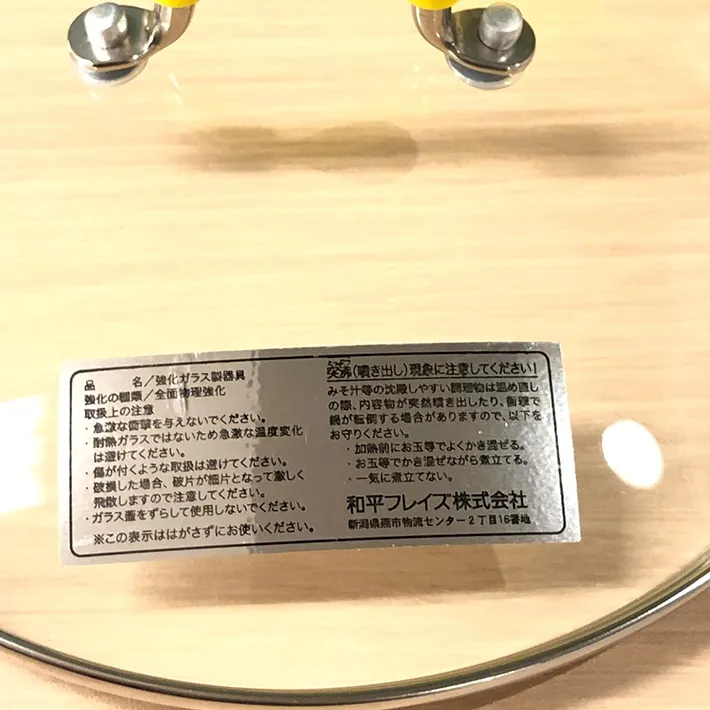 品　　　名／強化ガラス製器具
強化の種類／全面物理強化
取扱上の注意
・急激な衝撃を与えないでください。
・耐熱ガラスではないため急激な温度変化
は避けてください。
・傷が付くような取扱は避けてください。
・破損した場合、破片が細片となって激しく
飛散しますので注意してください。
・ガラス蓋をずらして使用しないでください。
※この表示ははがさずにお使いください。
とっぷつ
突沸(噴き出し)現象に注意してください!
みそ汁等の沈殿しやすい調理物は温め直し
の際、内容物が突然噴き出したり、衝撃で
鍋が転倒する場合がありますので、以下を
お守りください。
・加熱前にお玉等でよくかき混ぜる。
・お玉等でかき混ぜながら煮立てる。
・一気に煮立てない。
和平フレイズ株式会社
新潟県燕市物流センター2丁目16番地